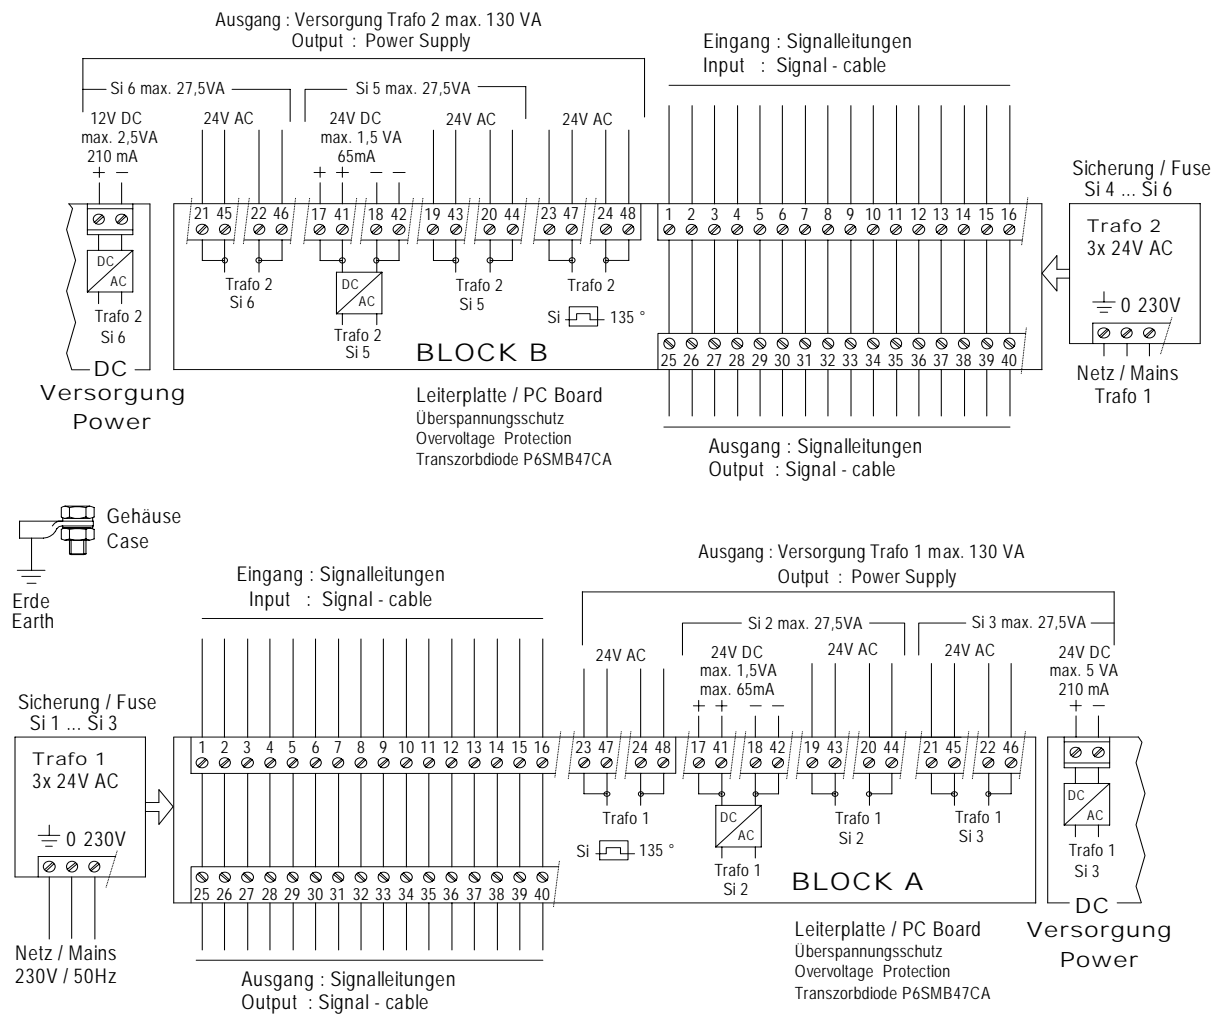 Ausgang : Versorgung Trafo 2 max. 130 VA
Output : Power Supply
Eingang : Signalleitungen
Input : Signal - cable
Si 6 max. 27,5VA
Si 5 max. 27,5VA
12V DC
max. 2,5VA
210 mA
+ −
24V AC
24V DC
max. 1,5 VA
65mA
+ + − −
24V AC
24V AC
Sicherung / Fuse
Si 4 ... Si 6
21 45 22 46 17 41 18 42 19 43 20 44 23 47 24 48
1 2 3 4 5 6 7 8 9 10 11 12 13 14 15 16
Trafo 2
3x 24V AC
0 230V
DC
AC
Trafo 2
Si 6
Trafo 2
Si 6
DC
AC
Trafo 2
Si 5
Trafo 2
Si 5
Trafo 2
Si 135 °
BLOCK B
25 26 27 28 29 30 31 32 33 34 35 36 37 38 39 40
Netz / Mains
Trafo 1
DC
Versorgung
Power
Leiterplatte / PC Board
Überspannungsschutz
Overvoltage Protection
Transzorbdiode P6SMB47CA
Ausgang : Signalleitungen
Output : Signal - cable
Gehäuse
Case
Erde
Earth
Eingang : Signalleitungen
Input : Signal - cable
Ausgang : Versorgung Trafo 1 max. 130 VA
Output : Power Supply
Si 2 max. 27,5VA
Si 3 max. 27,5VA
24V AC
24V DC
max. 1,5VA
max. 65mA
+ + − −
24V AC
24V AC
24V DC
max. 5 VA
210 mA
+ −
Sicherung / Fuse
Si 1 ... Si 3
Trafo 1
3x 24V AC
0 230V
1 2 3 4 5 6 7 8 9 10 11 12 13 14 15 16
23 47 24 48 17 41 18 42 19 43 20 44 21 45 22 46
Trafo 1
Si 135 °
DC
AC
Trafo 1
Si 2
Trafo 1
Si 2
Trafo 1
Si 3
DC
AC
Trafo 1
Si 3
25 26 27 28 29 30 31 32 33 34 35 36 37 38 39 40
BLOCK A
DC
Versorgung
Power
Netz / Mains
230V / 50Hz
Ausgang : Signalleitungen
Output : Signal - cable
Leiterplatte / PC Board
Überspannungsschutz
Overvoltage Protection
Transzorbdiode P6SMB47CA